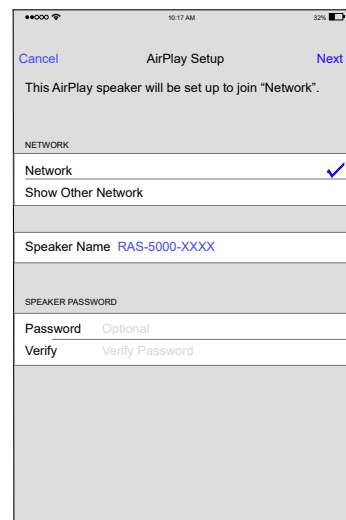 10:17 AM 32%
Cancel AirPlay Setup Next
This AirPlay speaker will be set up to join “Network”.
NETWORK
Network
Show Other Network
Speaker Name RAS-5000-XXXX
SPEAKER PASSWORD
Password Optional
Verify Verify Password